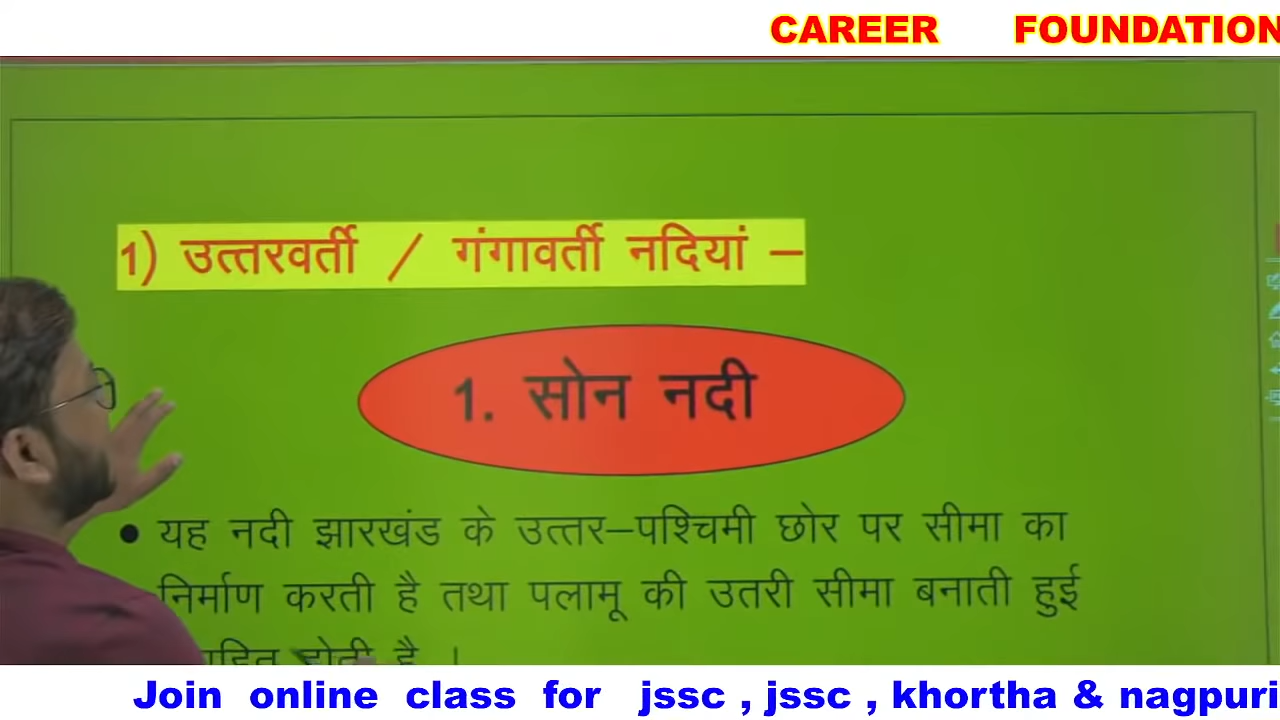 CAREER FOUNDATION
1) उत्तरवर्ती / गंगावर्ती नदियां –
1. सोन नदी
• यह नदी झारखंड के उत्तर–पश्चिमी छोर पर सीमा का
निर्माण करती है तथा पलामू की उतरी सीमा बनाती हुई
होती है ।
Join online class for jssc , jssc , khortha & nagpuri